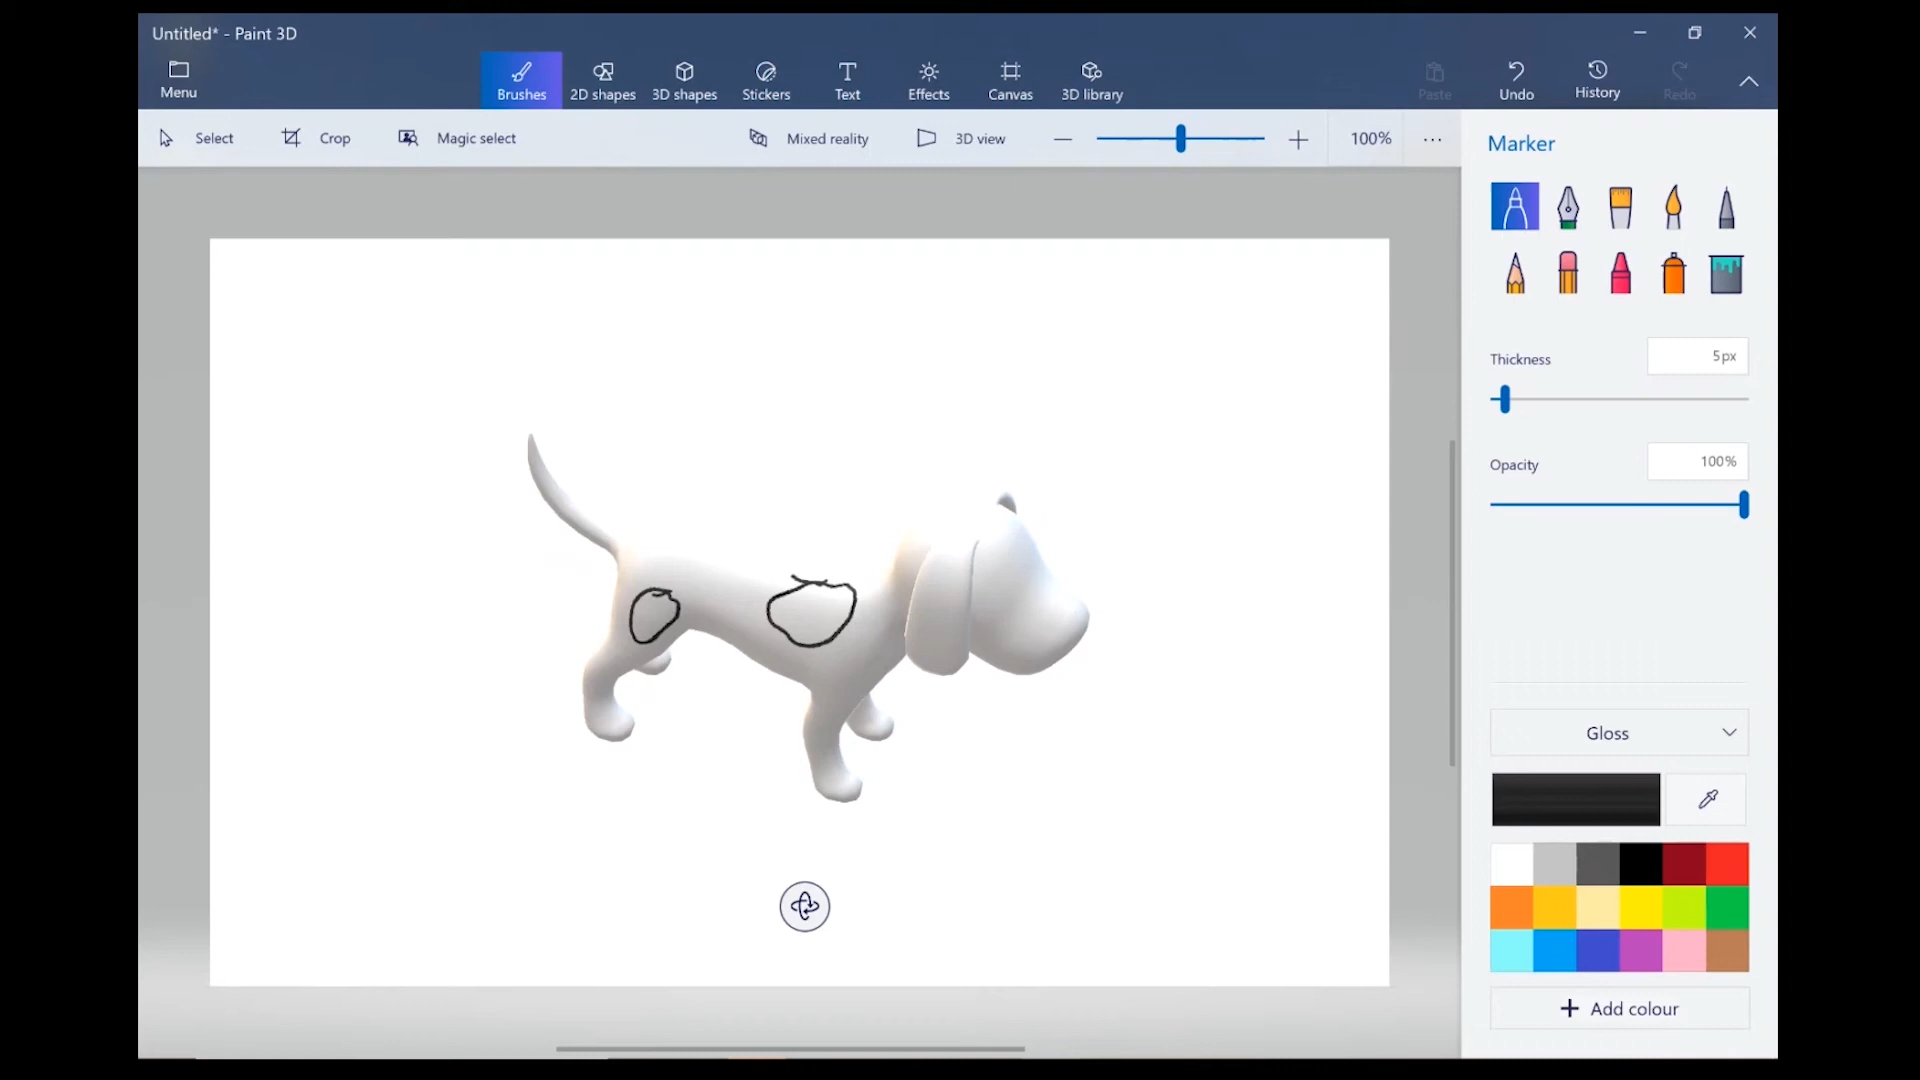 Untitled* - Paint 3D
Menu
Brushes
2D shapes
3D shapes
Stickers
Text
Effects
Canvas
3D library
Paste
Undo
History
Redo
Select
Crop
Magic select
Mixed reality
3D view
100%
Marker
Thickness
5px
Opacity
100%
Gloss
Add colour